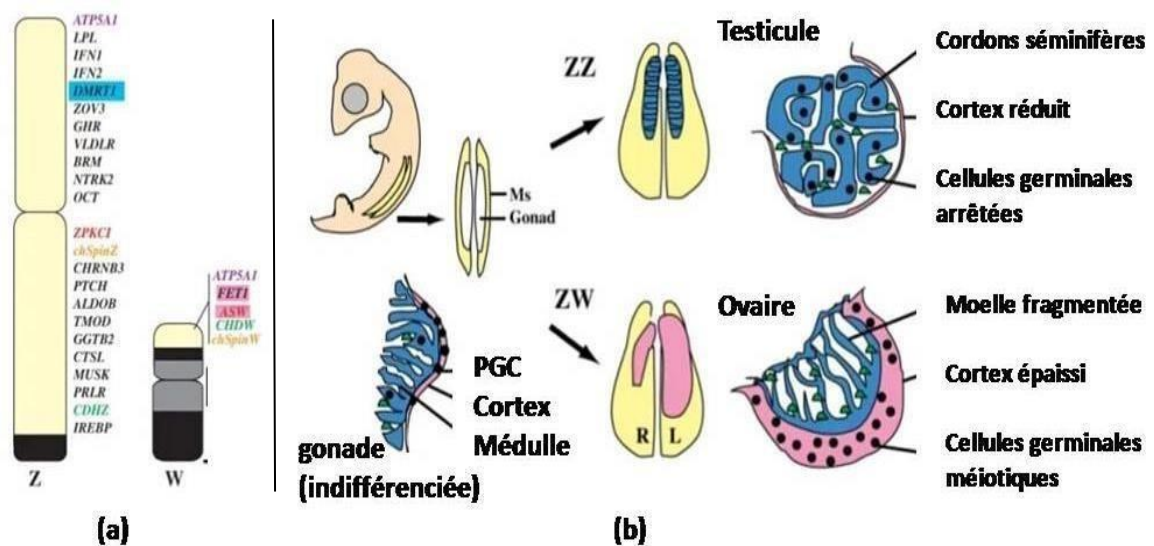 ATP5A1
LPL
IFN1
IFN2
DMRT1
ZOV3
GHR
VLDLR
BRM
NTRK2
OCT
ZPKCI
chSpinZ
CHRNB3
PTCH
ALDOB
TMOD
GGTB2
CTSL
MUSK
PRLR
CDHZ
IREBP
Z
ATP5A1
FET1
ASW
CHDW
chSpinW
W
(a)
Ms
Gonad
ZZ
Testicule
Cordons séminifères
Cortex réduit
Cellules germinales
arrêtées
PGC
Cortex
Médulle
gonade
(indifférenciée)
ZW
R L
Ovaire
Moelle fragmentée
Cortex épaissi
Cellules germinales
méiotiques
(b)